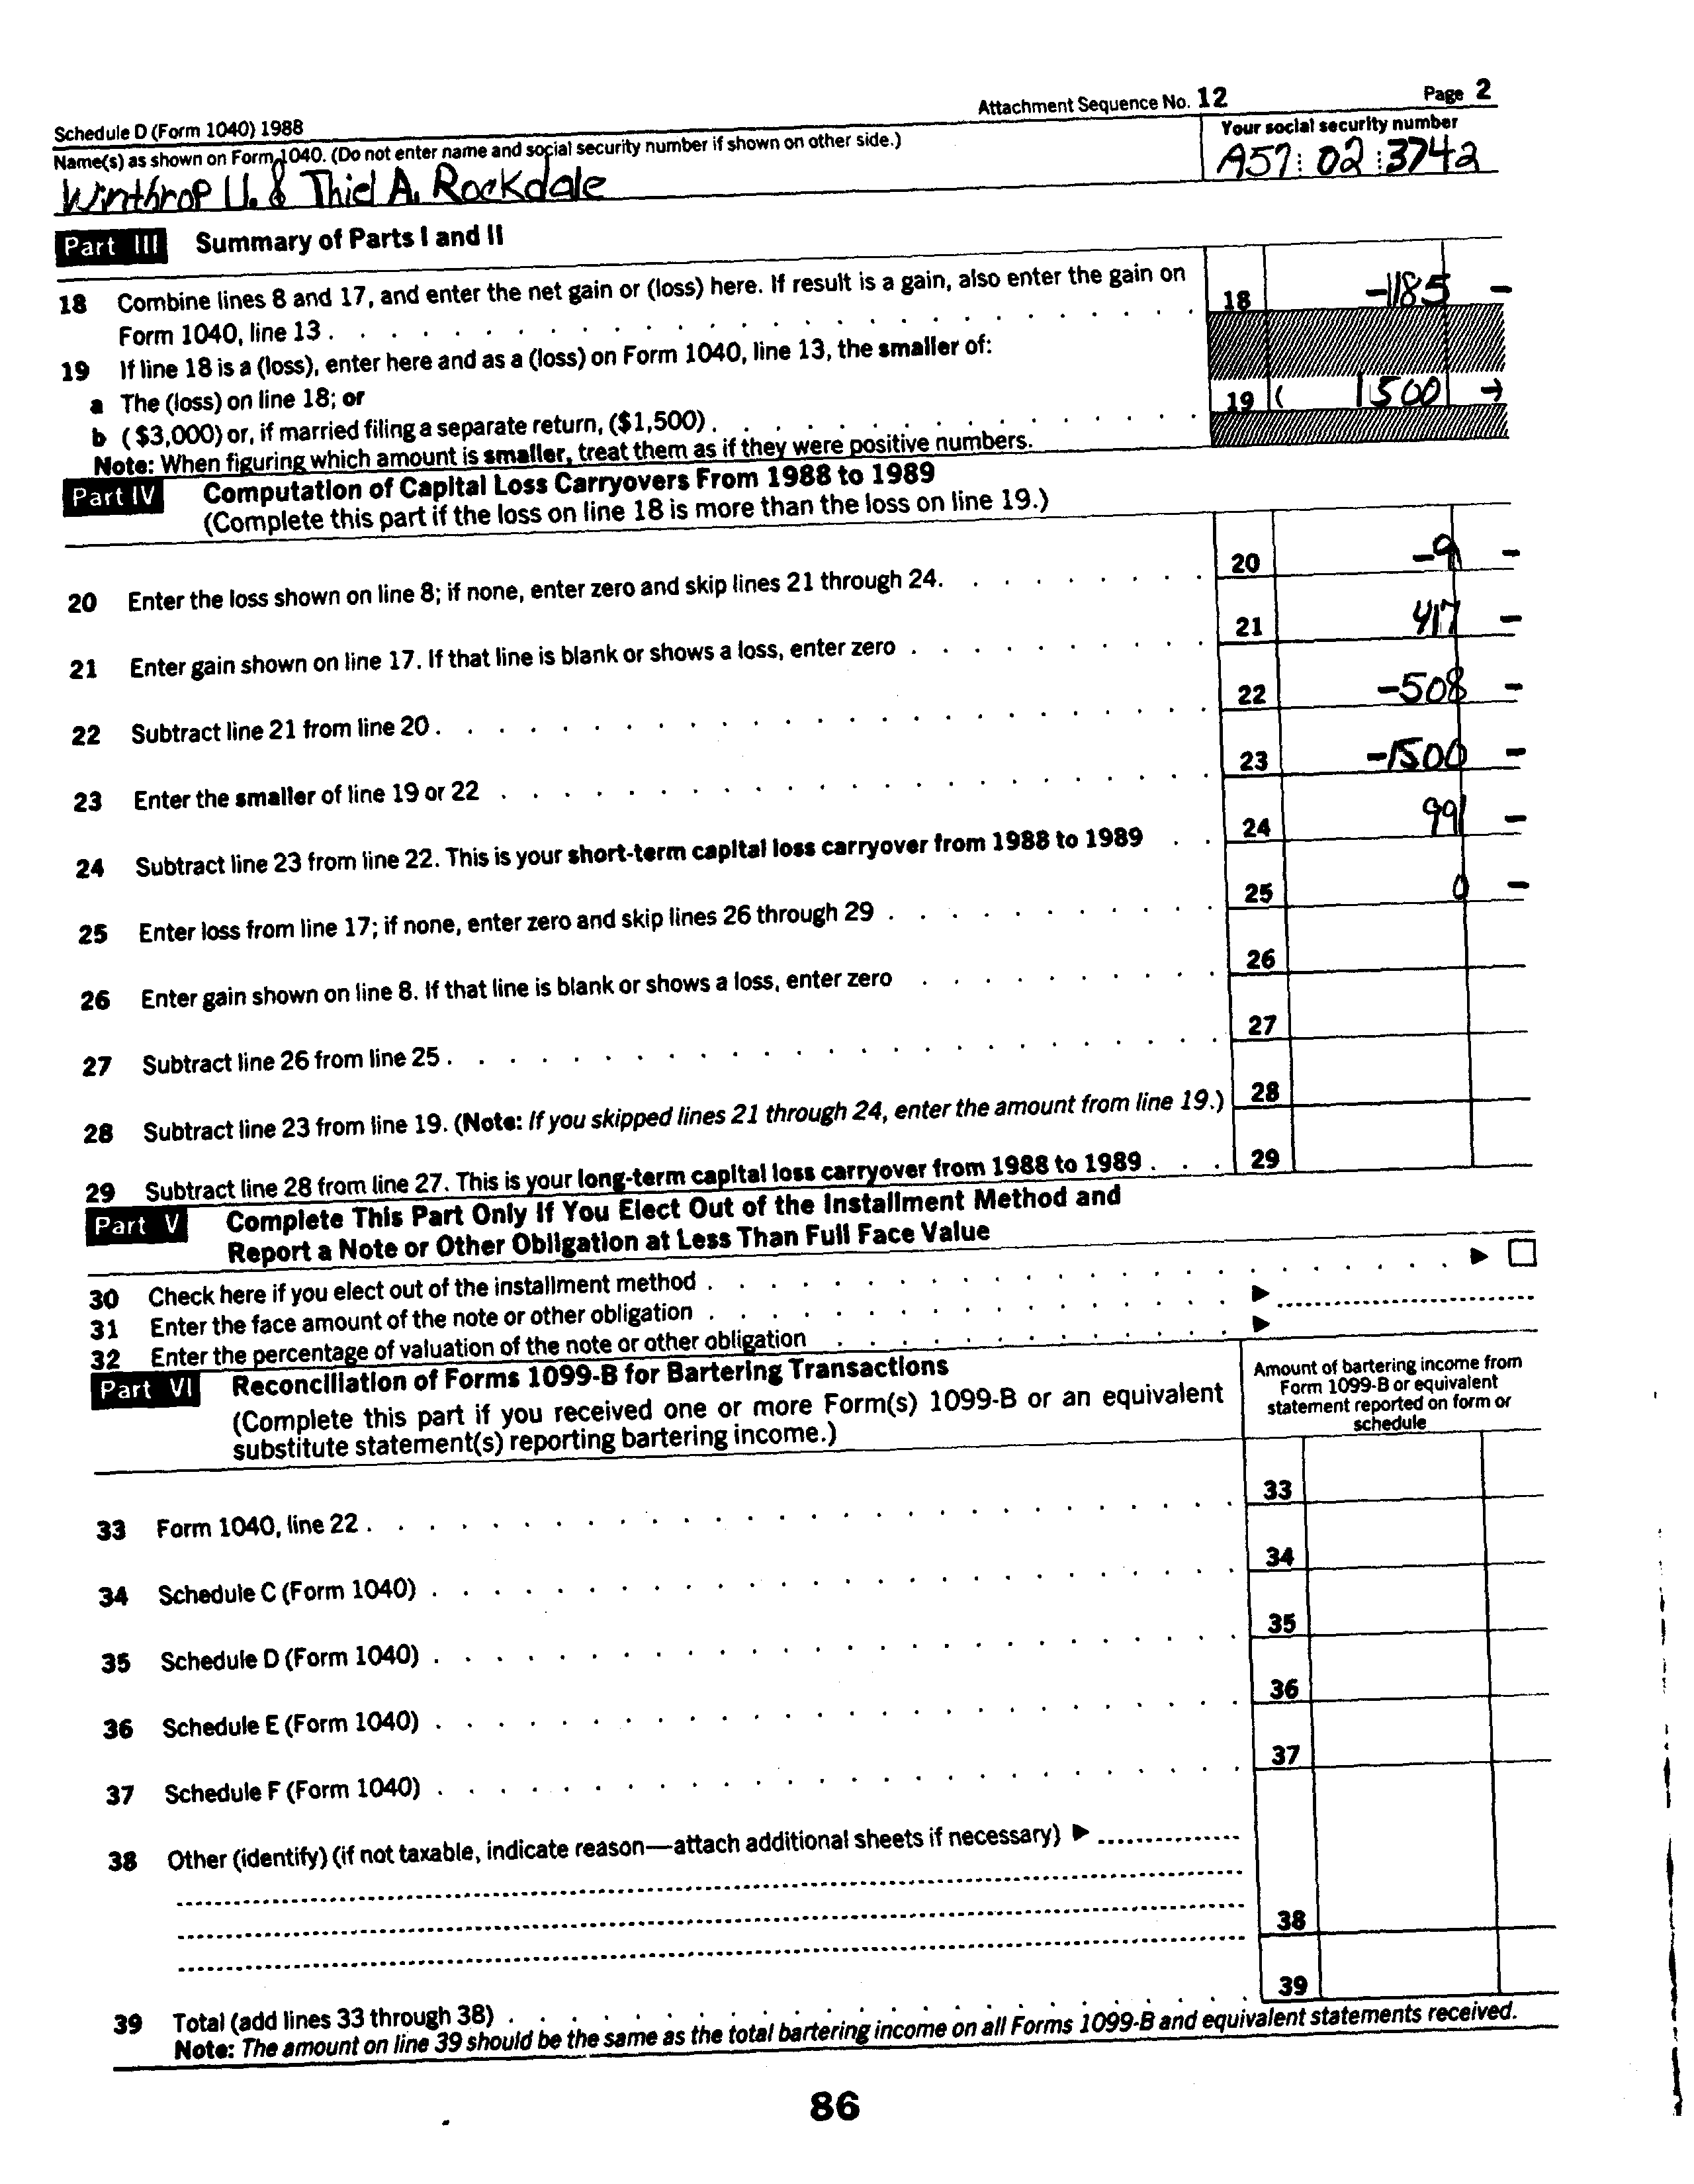 Schedule D (Form 1040) 1988 Attachment Sequence No. 12 Page 2
Name(s) as shown on Form 1040. (Do not enter name and social security number if shown on other side.) Your social security number
Winthrop U. & Thiel A. Rockdale A57 02 3742
Part III Summary of Parts I and II
18 Combine lines 8 and 17, and enter the net gain or (loss) here. If result is a gain, also enter the gain on
Form 1040, line 13 . . . 18 -1185 -
19 If line 18 is a (loss), enter here and as a (loss) on Form 1040, line 13, the smaller of:
a The (loss) on line 18; or
b ($3,000) or, if married filing a separate return, ($1,500) . . . 19 ( 1500 -)
Note: When figuring which amount is smaller, treat them as if they were positive numbers.
Part IV Computation of Capital Loss Carryovers From 1988 to 1989
(Complete this part if the loss on line 18 is more than the loss on line 19.)
20 Enter the loss shown on line 8; if none, enter zero and skip lines 21 through 24. . . . 20 -9 -
21 Enter gain shown on line 17. If that line is blank or shows a loss, enter zero . . . 21 417 -
22 Subtract line 21 from line 20 . . . 22 -508 -
23 Enter the smaller of line 19 or 22 . . . 23 -1500 -
24 Subtract line 23 from line 22. This is your short-term capital loss carryover from 1988 to 1989 . . 24 991 -
25 Enter loss from line 17; if none, enter zero and skip lines 26 through 29 . . . 25 0 -
26 Enter gain shown on line 8. If that line is blank or shows a loss, enter zero . . . 26
27 Subtract line 26 from line 25 . . . 27
28 Subtract line 23 from line 19. (Note: If you skipped lines 21 through 24, enter the amount from line 19.) 28
29 Subtract line 28 from line 27. This is your long-term capital loss carryover from 1988 to 1989 . . . 29
Part V Complete This Part Only If You Elect Out of the Installment Method and
Report a Note or Other Obligation at Less Than Full Face Value
30 Check here if you elect out of the installment method . . . ▶ ☐
31 Enter the face amount of the note or other obligation . . . ▶
32 Enter the percentage of valuation of the note or other obligation . . . ▶
Part VI Reconciliation of Forms 1099-B for Bartering Transactions
(Complete this part if you received one or more Form(s) 1099-B or an equivalent
substitute statement(s) reporting bartering income.)
Amount of bartering income from
Form 1099-B or equivalent
statement reported on form or
schedule
33 Form 1040, line 22 . . . 33
34 Schedule C (Form 1040) . . . 34
35 Schedule D (Form 1040) . . . 35
36 Schedule E (Form 1040) . . . 36
37 Schedule F (Form 1040) . . . 37
38 Other (identify) (if not taxable, indicate reason—attach additional sheets if necessary) ▶
38
39 Total (add lines 33 through 38) . . . 39
Note: The amount on line 39 should be the same as the total bartering income on all Forms 1099-B and equivalent statements received.
86